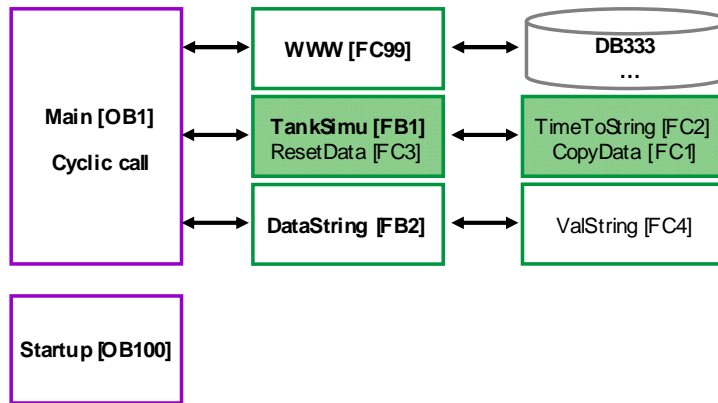 Main [OB1]
Cyclic call
WWW [FC99]
DB333
...
TankSimu [FB1]
ResetData [FC3]
TimeToString [FC2]
CopyData [FC1]
DataString [FB2]
ValString [FC4]
Startup [OB100]